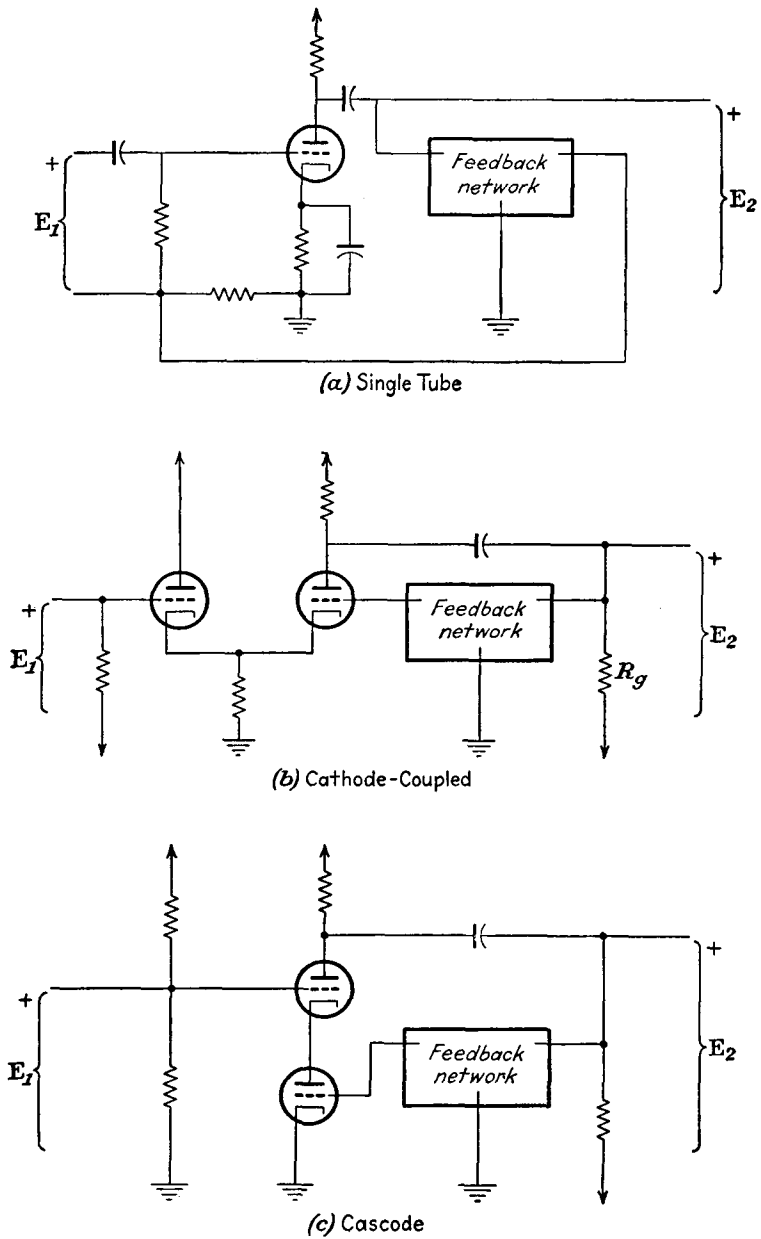 +
E1
Feedback
network
+
E2
(a) Single Tube
+
E1
Feedback
network
+
E2
Rg
(b) Cathode-Coupled
+
E1
Feedback
network
+
E2
(c) Cascode